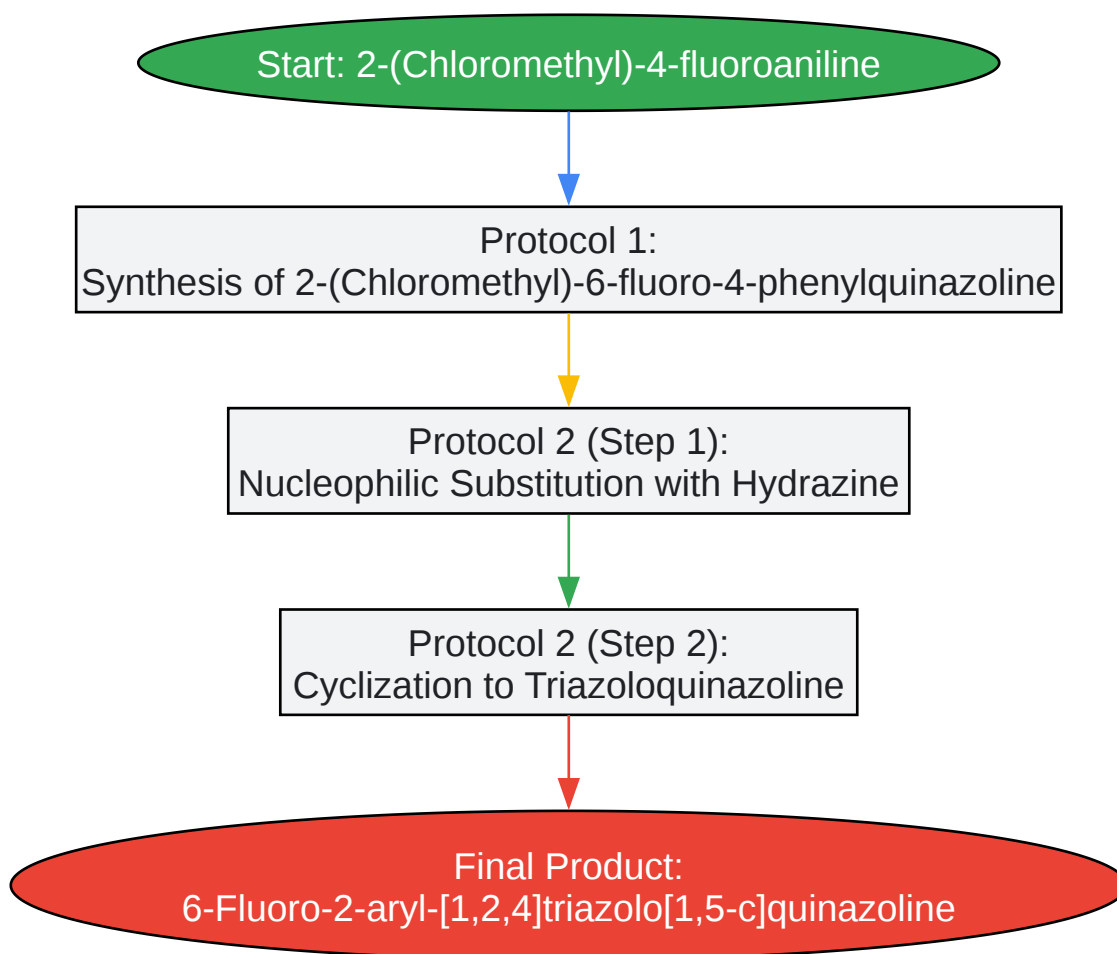 Start: 2-(Chloromethyl)-4-fluoroaniline
Protocol 1:
Synthesis of 2-(Chloromethyl)-6-fluoro-4-phenylquinazoline
Protocol 2 (Step 1):
Nucleophilic Substitution with Hydrazine
Protocol 2 (Step 2):
Cyclization to Triazoloquinazoline
Final Product:
6-Fluoro-2-aryl-[1,2,4]triazolo[1,5-c]quinazoline